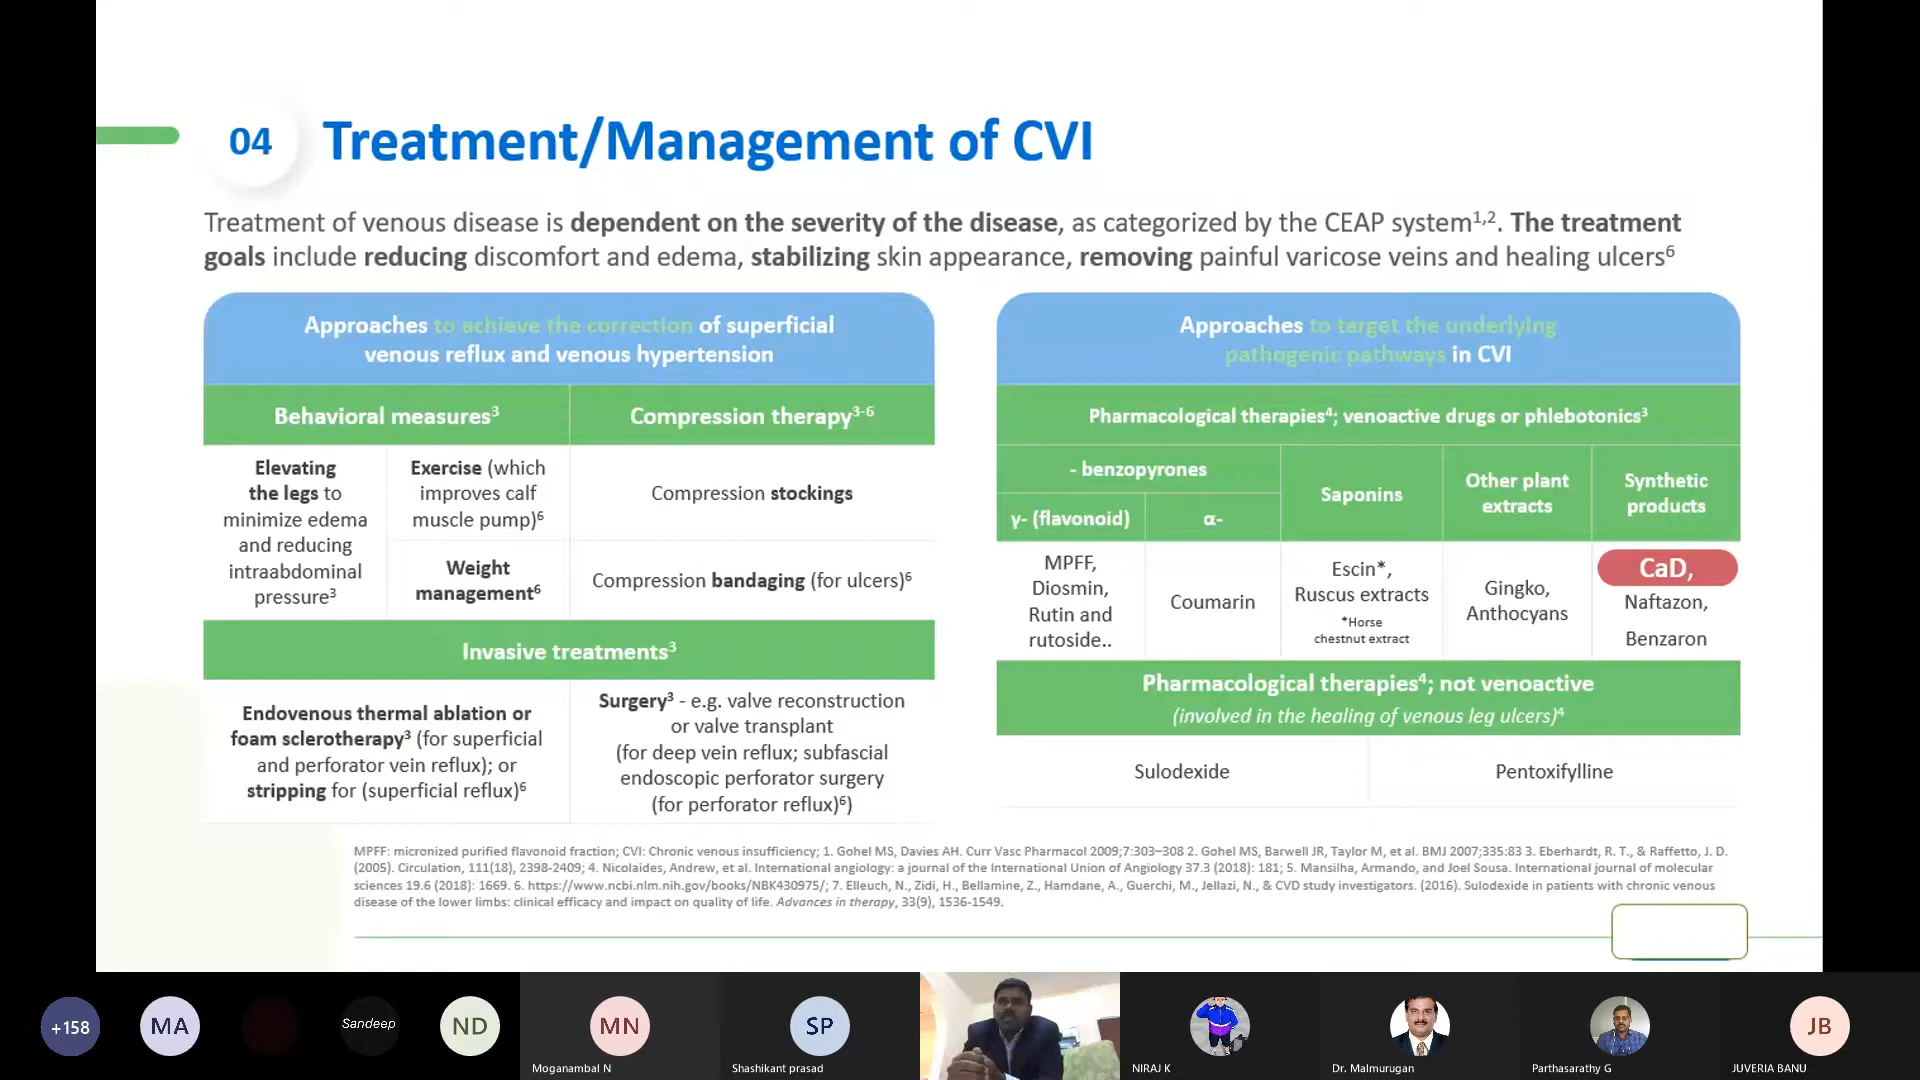 04
Treatment/Management of CVI
Treatment of venous disease is dependent on the severity of the disease, as categorized by the CEAP system1,2. The treatment
goals include reducing discomfort and edema, stabilizing skin appearance, removing painful varicose veins and healing ulcers6
Approaches to achieve the correction of superficial
venous reflux and venous hypertension
Behavioral measures3
Compression therapy3-6
Elevating
the legs to
minimize edema
and reducing
intraabdominal
pressure3
Exercise (which
improves calf
muscle pump)6
Weight
management6
Compression stockings
Compression bandaging (for ulcers)6
Invasive treatments3
Endovenous thermal ablation or
foam sclerotherapy3 (for superficial
and perforator vein reflux); or
stripping for (superficial reflux)6
Surgery3 - e.g. valve reconstruction
or valve transplant
(for deep vein reflux; subfascial
endoscopic perforator surgery
(for perforator reflux)6)
Approaches to target the underlying
pathogenic pathways in CVI
Pharmacological therapies4; venoactive drugs or phlebotonics3
- benzopyrones
γ- (flavonoid)
α-
Saponins
Other plant
extracts
Synthetic
products
MPFF,
Diosmin,
Rutin and
rutoside..
Coumarin
Escin*,
Ruscus extracts
*Horse
chestnut extract
Gingko,
Anthocyans
CaD,
Naftazon,
Benzaron
Pharmacological therapies4; not venoactive
(involved in the healing of venous leg ulcers)4
Sulodexide
Pentoxifylline
MPFF: micronized purified flavonoid fraction; CVI: Chronic venous insufficiency; 1. Gohel MS, Davies AH. Curr Vasc Pharmacol 2009;7:303–308 2. Gohel MS, Barwell JR, Taylor M, et al. BMJ 2007;335:83 3. Eberhardt, R. T., & Raffetto, J. D.
(2005). Circulation, 111(18), 2398-2409; 4. Nicolaides, Andrew, et al. International angiology: a journal of the International Union of Angiology 37.3 (2018): 181; 5. Mansilha, Armando, and Joel Sousa. International journal of molecular
sciences 19.6 (2018): 1669. 6. https://www.ncbi.nlm.nih.gov/books/NBK430975/; 7. Elleuch, N., Zidi, H., Bellamine, Z., Hamdane, A., Guerchi, M., Jellazi, N., & CVD study investigators. (2016). Sulodexide in patients with chronic venous
disease of the lower limbs: clinical efficacy and impact on quality of life. Advances in therapy, 33(9), 1536-1549.
+158
MA
Sandeep
ND
MN
Moganambal N
SP
Shashikant prasad
NIRAJ K
Dr. Malmurugan
Parthasarathy G
JB
JUVERIA BANU